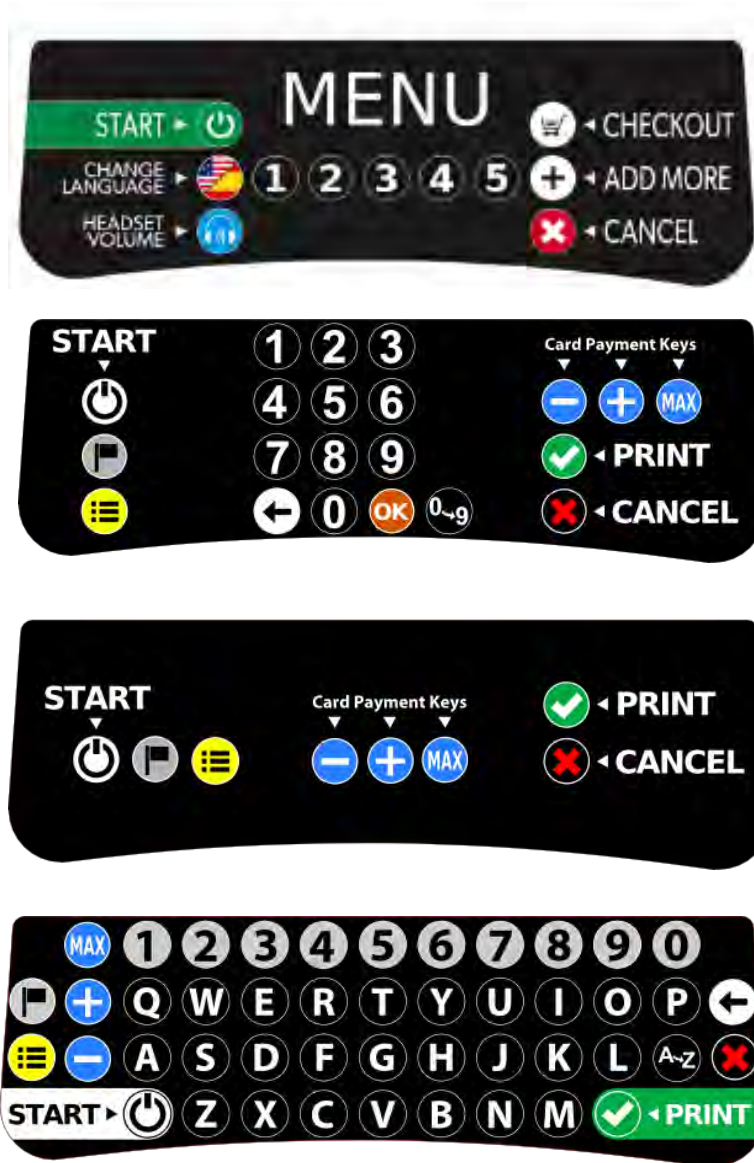 MENU
START
CHECKOUT
CHANGE
LANGUAGE
1 2 3 4 5
ADD MORE
HEADSET
VOLUME
CANCEL
START
1 2 3
Card Payment Keys
4 5 6
MAX
7 8 9
PRINT
0 OK 0 9
CANCEL
START
Card Payment Keys
PRINT
MAX
CANCEL
MAX 1 2 3 4 5 6 7 8 9 0
Q W E R T Y U I O P
A S D F G H J K L A Z
START Z X C V B N M PRINT